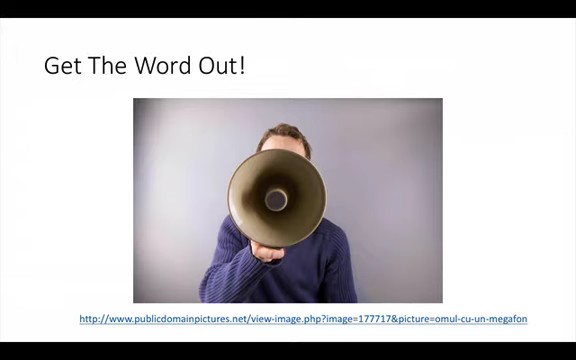 Get The Word Out!
http://www.publicdomainpictures.net/view-image.php?image=177717&picture=omul-cu-un-megafon